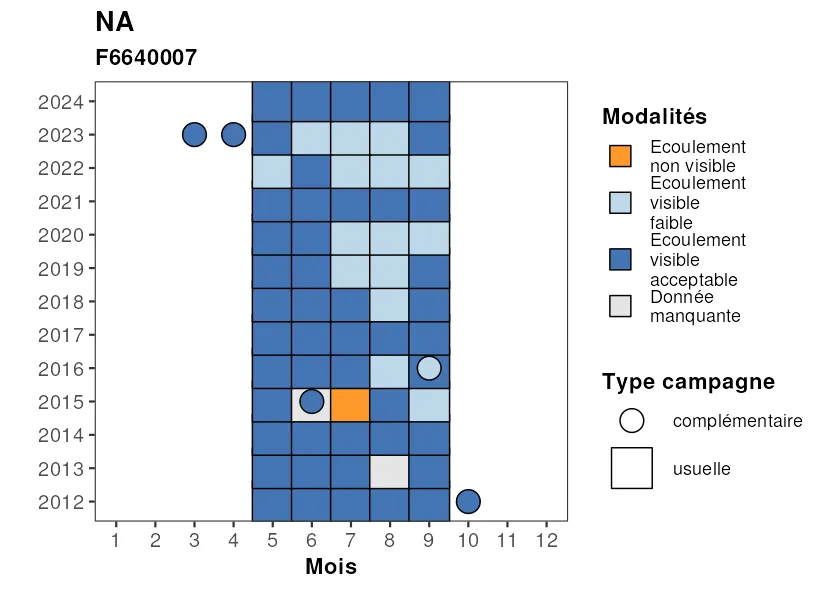 NA
F6640007
2024
2023
2022
2021
2020
2019
2018
2017
2016
2015
2014
2013
2012
1 2 3 4 5 6 7 8 9 10 11 12
Mois
Modalités
Ecoulement
non visible
Ecoulement
visible
faible
Ecoulement
visible
acceptable
Donnée
manquante
Type campagne
complémentaire
usuelle